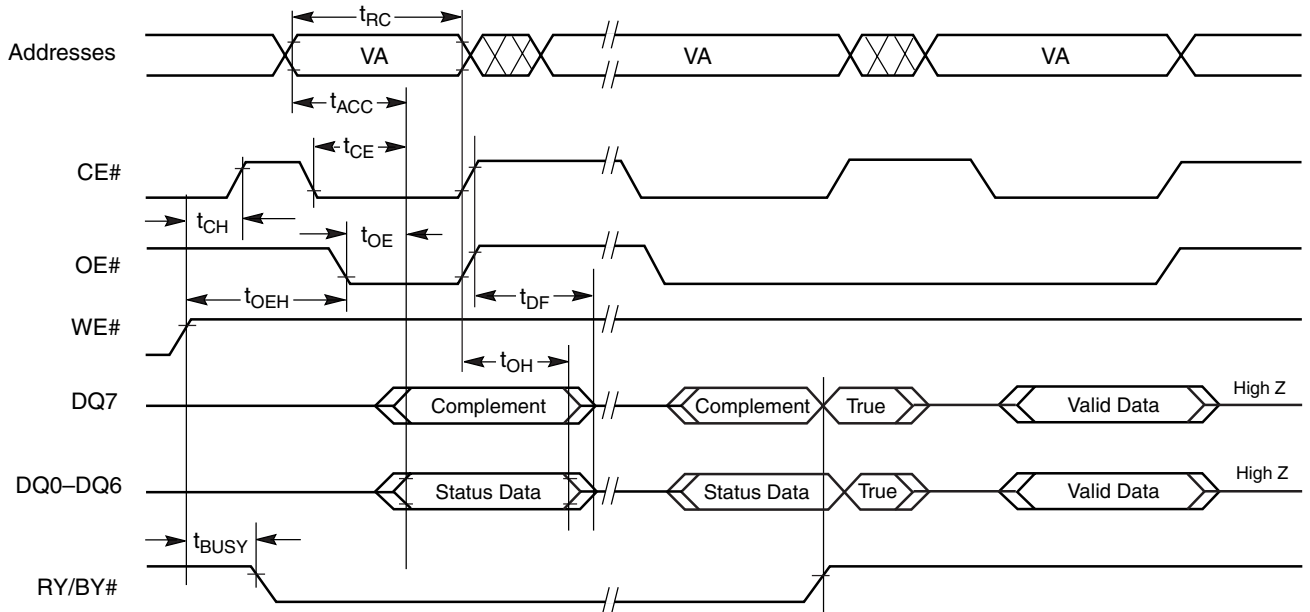 tRC
Addresses VA VA VA
tACC
tCE
CE#
tCH tOE
OE#
tOEH tDF
WE#
tOH
DQ7 Complement Complement True Valid Data High Z
DQ0–DQ6 Status Data Status Data True Valid Data High Z
tBUSY
RY/BY#